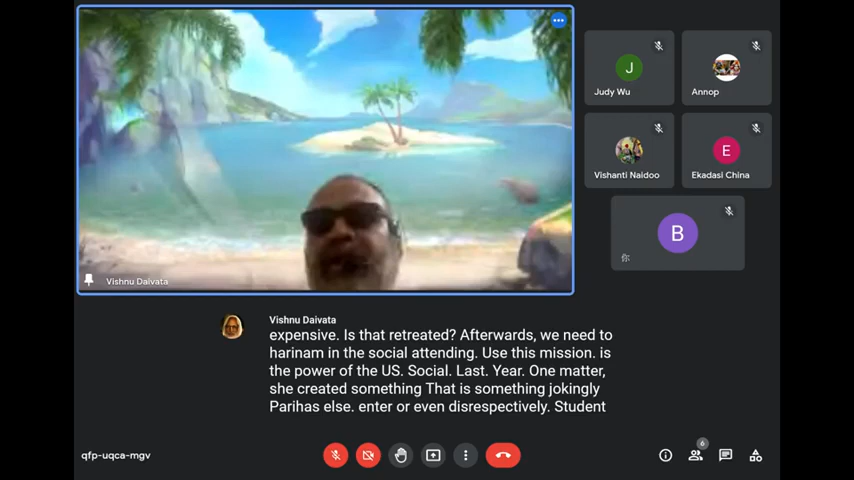 J
Judy Wu
Annop
Vishanti Naidoo
E
Ekadasi China
B
你
Vishnu Daivata
Vishnu Daivata
expensive. Is that retreated? Afterwards, we need to
harinam in the social attending. Use this mission. is
the power of the US. Social. Last. Year. One matter,
she created something That is something jokingly
Parihas else. enter or even disrespectively. Student
qfp-uqca-mgv
6